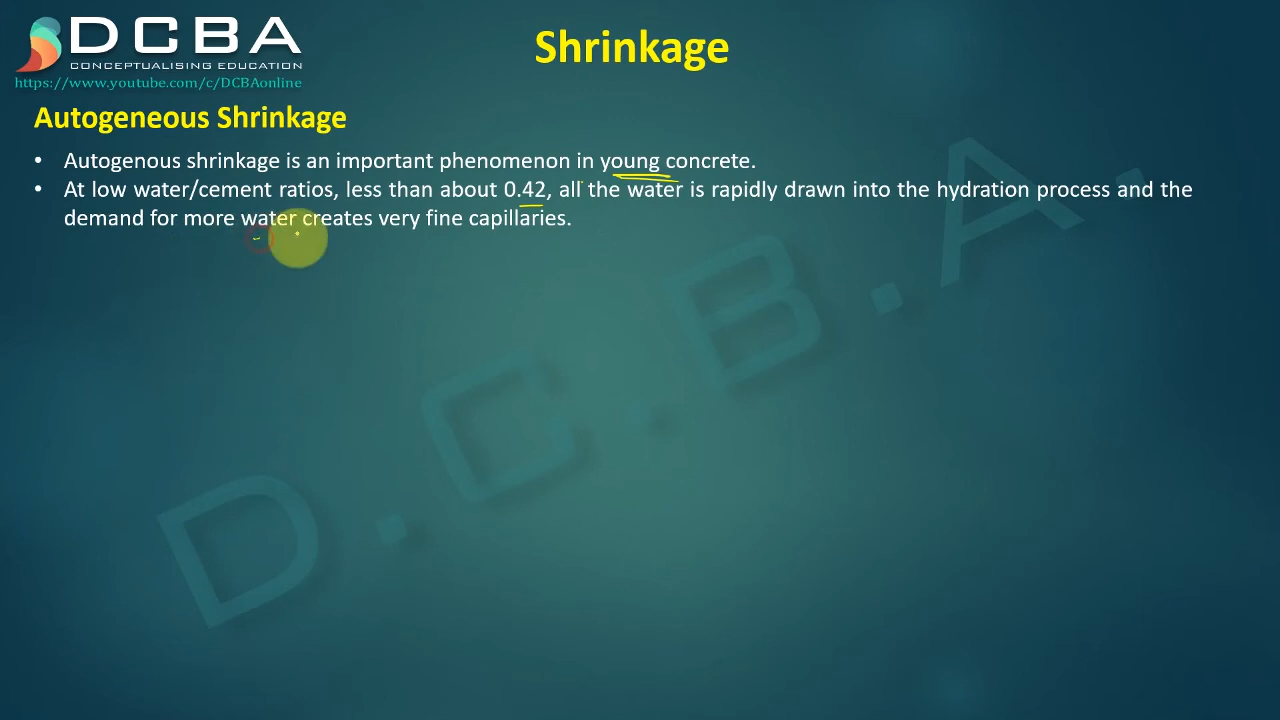 DCBA
CONCEPTUALISING EDUCATION
https://www.youtube.com/c/DCBAonline
Shrinkage
Autogeneous Shrinkage
• Autogenous shrinkage is an important phenomenon in young concrete.
• At low water/cement ratios, less than about 0.42, all the water is rapidly drawn into the hydration process and the
demand for more water creates very fine capillaries.
D.C.B.A.